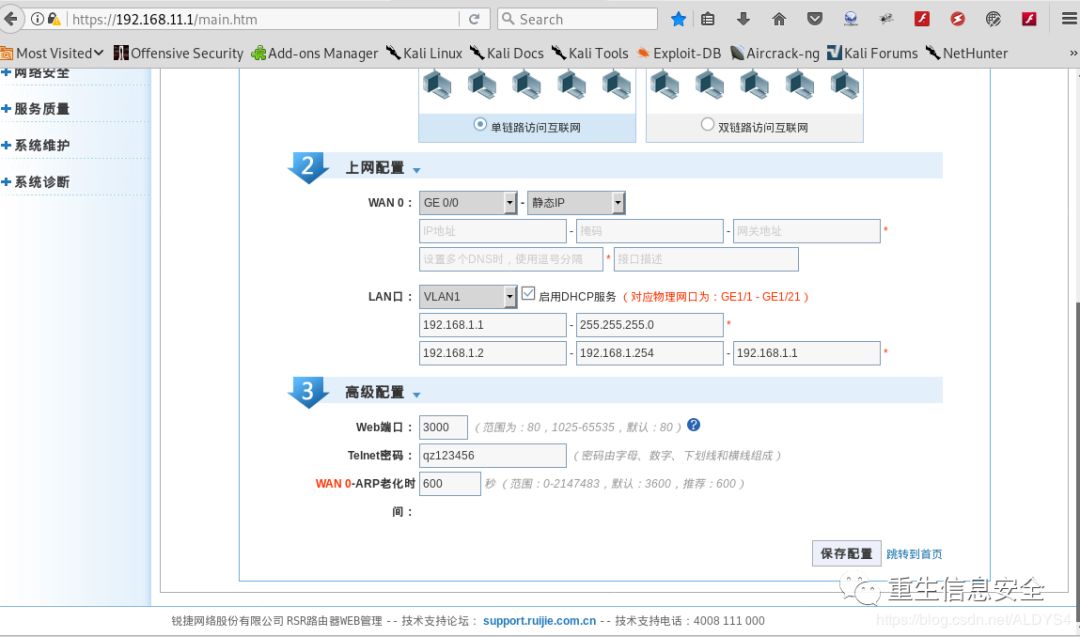 https://192.168.11.1/main.htm
Search
Most Visited Offensive Security Add-ons Manager Kali Linux Kali Docs Kali Tools Exploit-DB Aircrack-ng Kali Forums NetHunter »
网络安全
服务质量
系统维护
系统诊断
单链路访问互联网 双链路访问互联网
2 上网配置
WAN 0： GE 0/0 - 静态IP
IP地址 - 掩码 - 网关地址 *
设置多个DNS时，使用逗号分隔 * 接口描述
LAN口： VLAN1 启用DHCP服务（对应物理网口为：GE1/1 - GE1/21）
192.168.1.1 - 255.255.255.0 *
192.168.1.2 - 192.168.1.254 - 192.168.1.1 *
3 高级配置
Web端口： 3000 （范围为：80，1025-65535，默认：80）
Telnet密码： qz123456 （密码由字母、数字、下划线和横线组成）
WAN 0-ARP老化时 600 秒（范围：0-2147483，默认：3600，推荐：600）
间：
保存配置 跳转到首页
重生信息安全
锐捷网络股份有限公司 RSR路由器WEB管理 -- 技术支持论坛： support.ruijie.com.cn -- 技术支持电话：4008 111 000
https://blog.csdn.net/ALDYS4